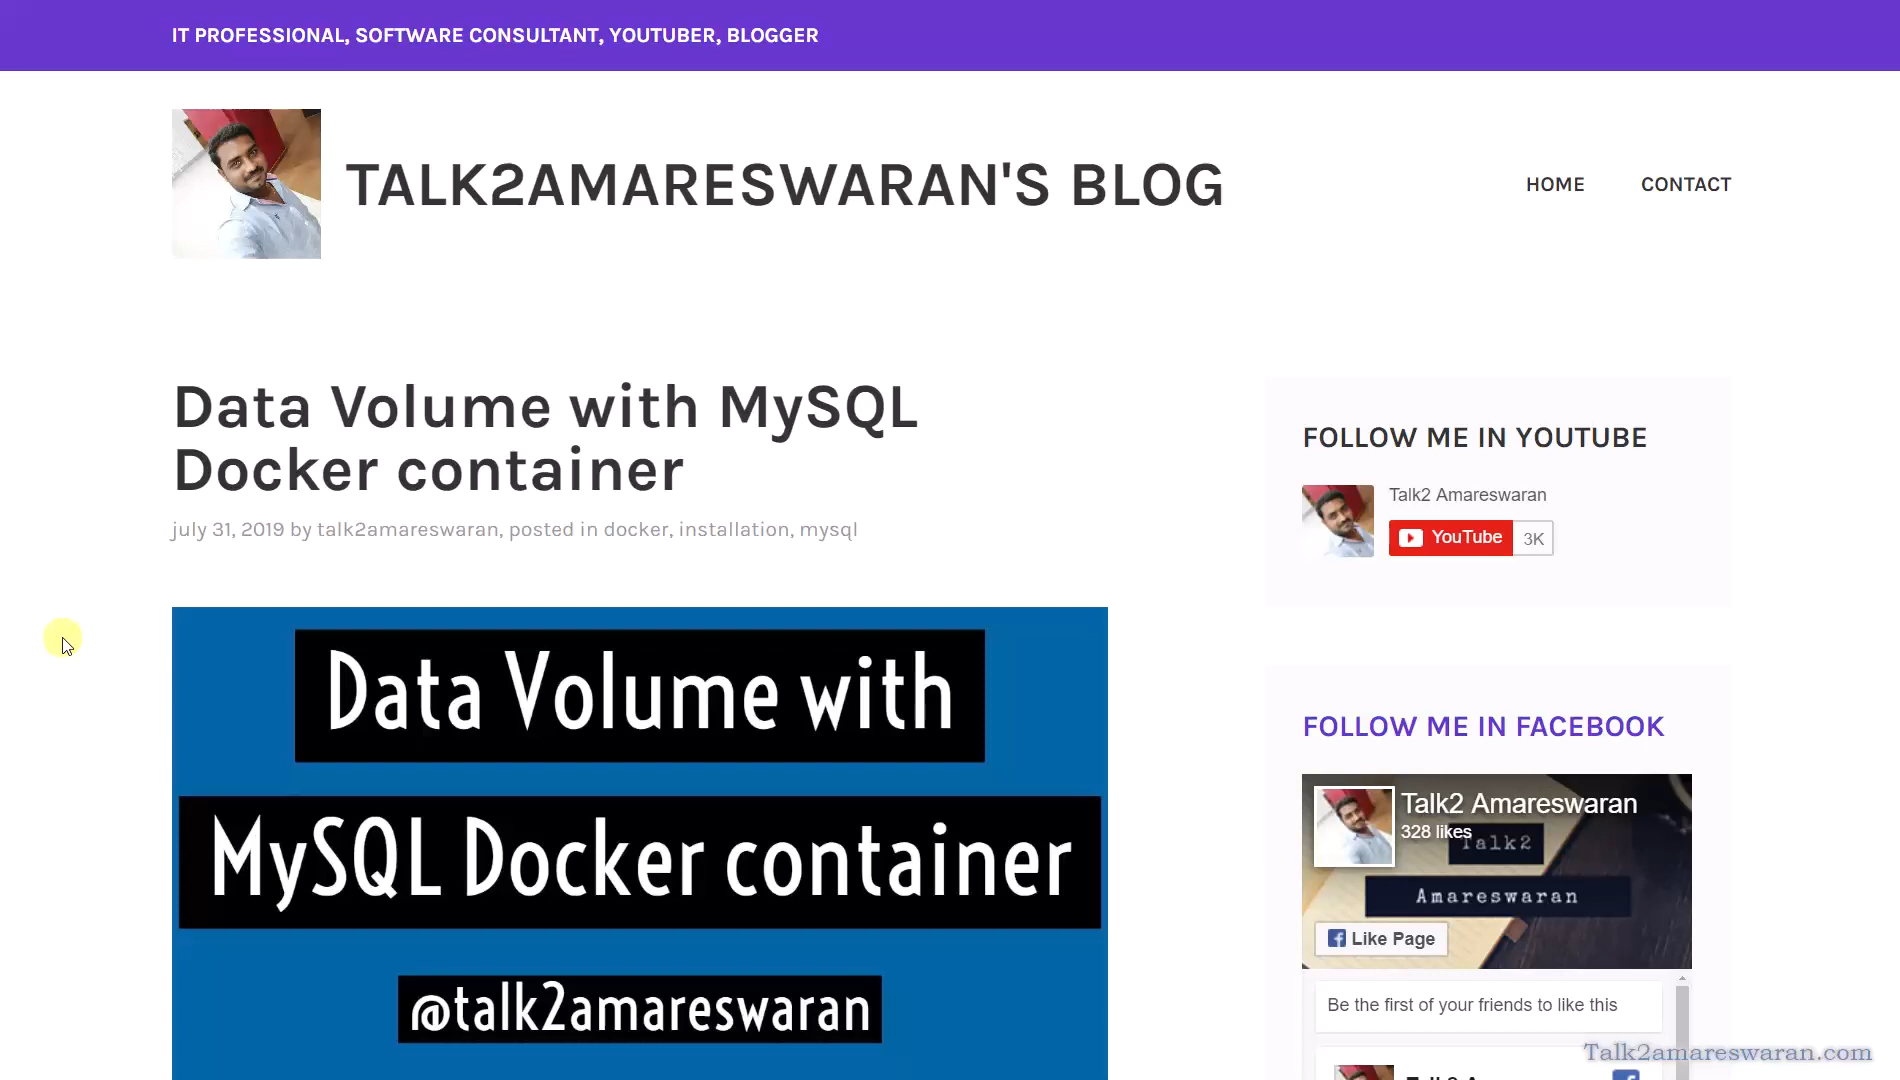 IT PROFESSIONAL, SOFTWARE CONSULTANT, YOUTUBER, BLOGGER
TALK2AMARESWARAN'S BLOG
HOME CONTACT
Data Volume with MySQL
Docker container
july 31, 2019 by talk2amareswaran, posted in docker, installation, mysql
Data Volume with
MySQL Docker container
@talk2amareswaran
FOLLOW ME IN YOUTUBE
Talk2 Amareswaran
YouTube 3K
FOLLOW ME IN FACEBOOK
Talk2 Amareswaran
328 likes
Talk2
Amareswaran
Like Page
Be the first of your friends to like this
Talk2amareswaran.com